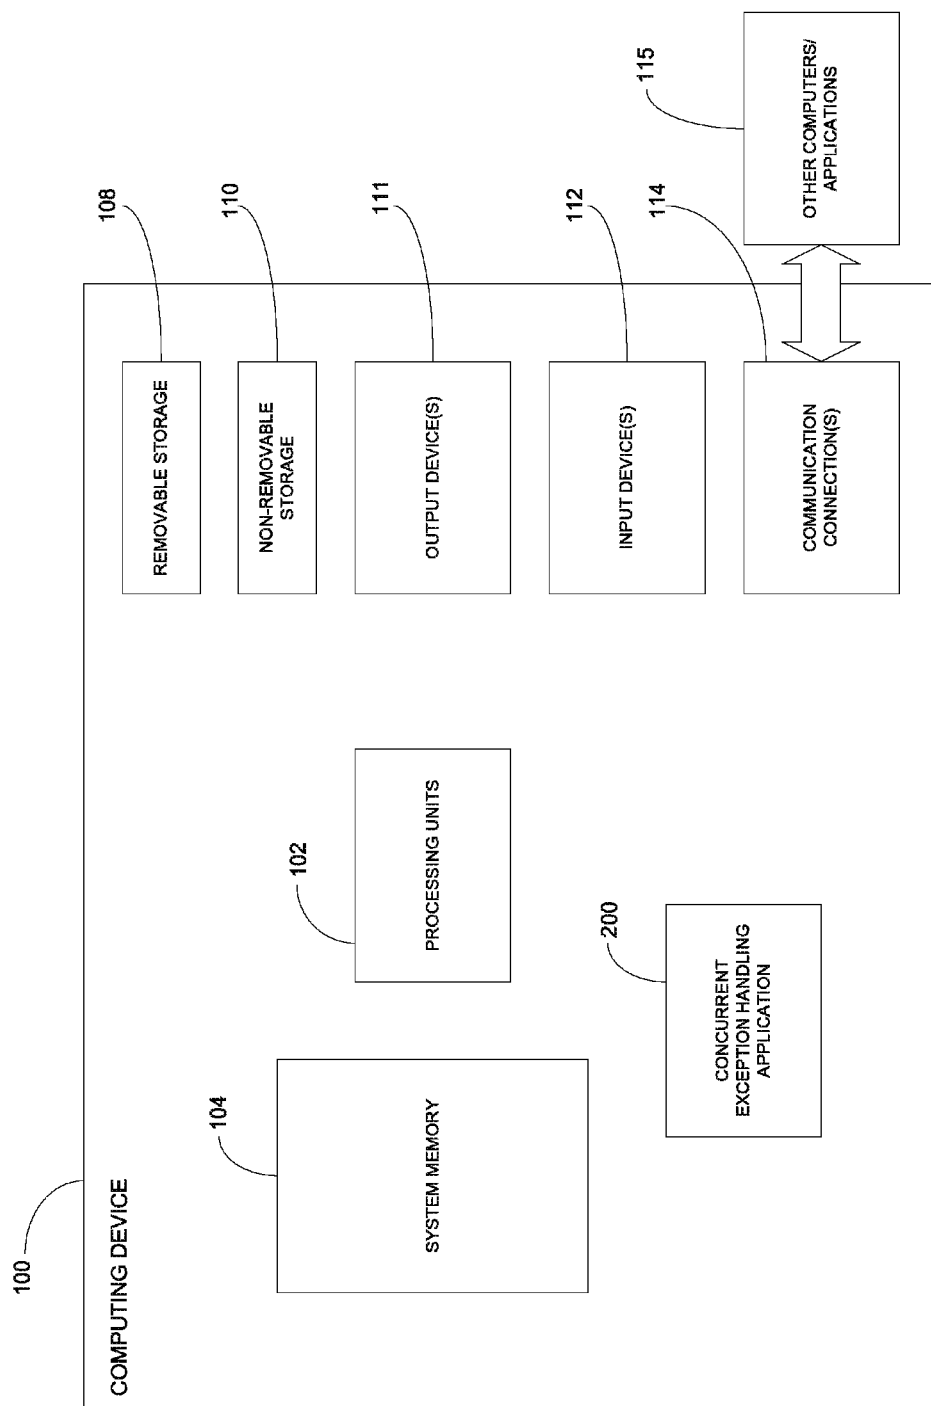 100
COMPUTING DEVICE
104
SYSTEM MEMORY
102
PROCESSING UNITS
200
CONCURRENT
EXCEPTION HANDLING
APPLICATION
REMOVABLE STORAGE
108
NON-REMOVABLE
STORAGE
110
OUTPUT DEVICE(S)
111
INPUT DEVICE(S)
112
COMMUNICATION
CONNECTION(S)
114
OTHER COMPUTERS/
APPLICATIONS
115